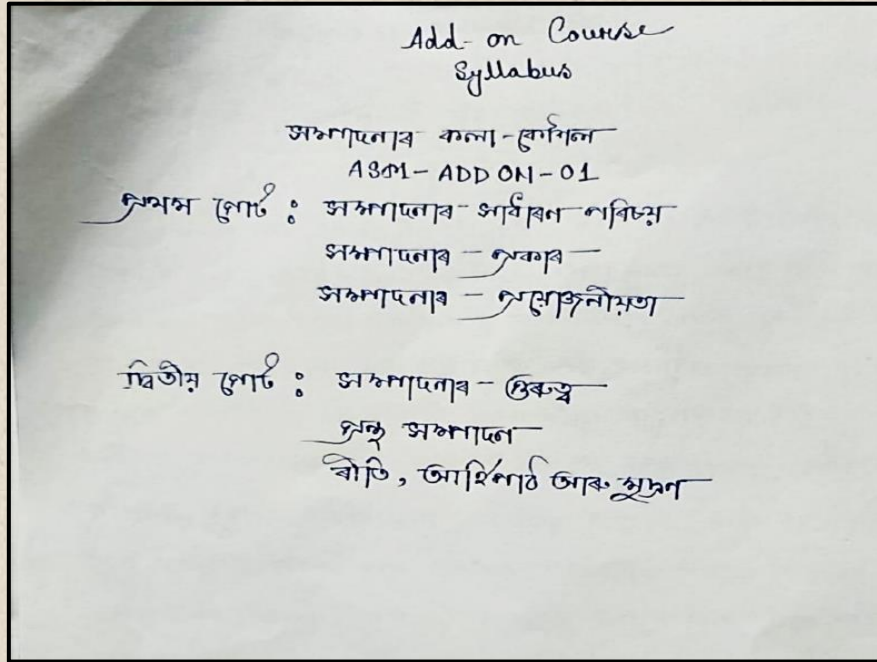 Add-on Course
Syllabus
সম্পাদনাৰ কলা-কৌশল
ASM-ADD ON-01
প্ৰথম গোট : সম্পাদনাৰ সাধাৰণ পৰিচয়
সম্পাদনাৰ - প্ৰকাৰ
সম্পাদনাৰ - প্ৰয়োজনীয়তা
দ্বিতীয় গোট : সম্পাদনাৰ - গুৰুত্ব
গ্ৰন্থ সম্পাদনা
ৰীতি, আৰ্হিপাঠ আৰু মুদ্ৰণ